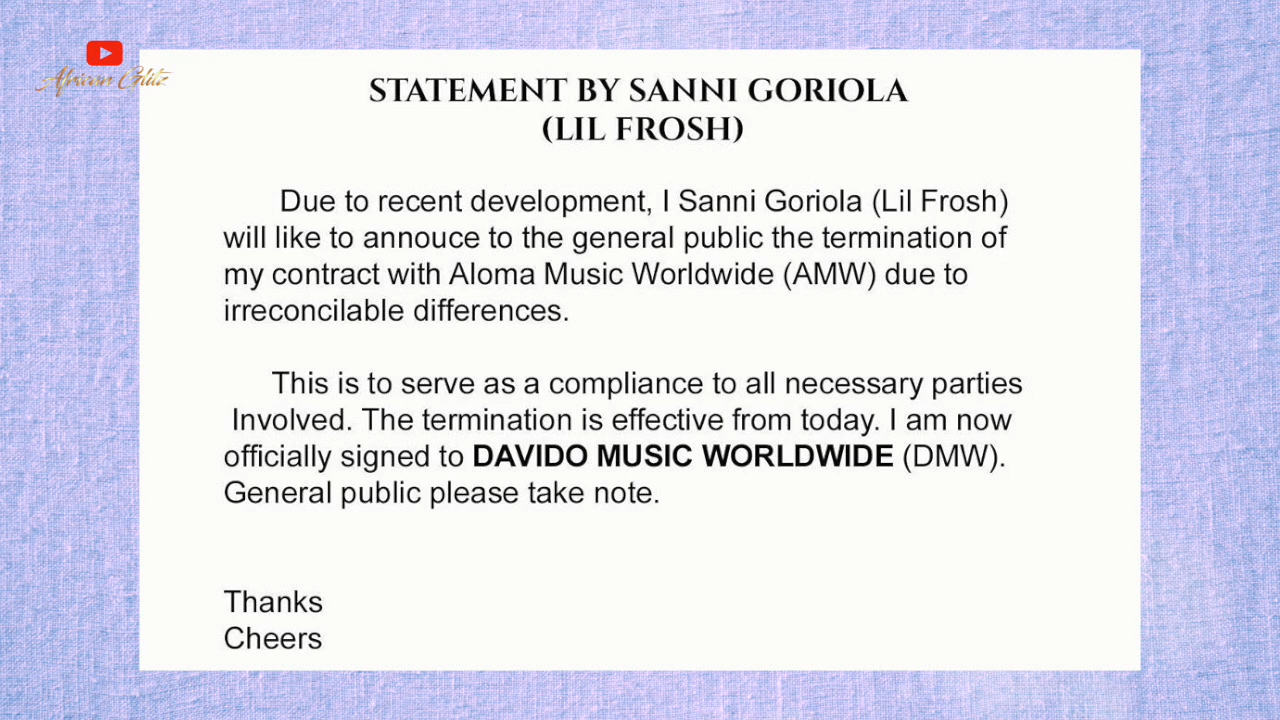 African Glitz
STATEMENT BY SANNI GORIOLA
(LIL FROSH)
Due to recent development, I Sanni Goriola (Lil Frosh)
will like to annouce to the general public the termination of
my contract with Aloma Music Worldwide (AMW) due to
irreconcilable differences.
This is to serve as a compliance to all necessary parties
Involved. The termination is effective from today. I am now
officially signed to DAVIDO MUSIC WORLDWIDE (DMW).
General public please take note.
Thanks
Cheers